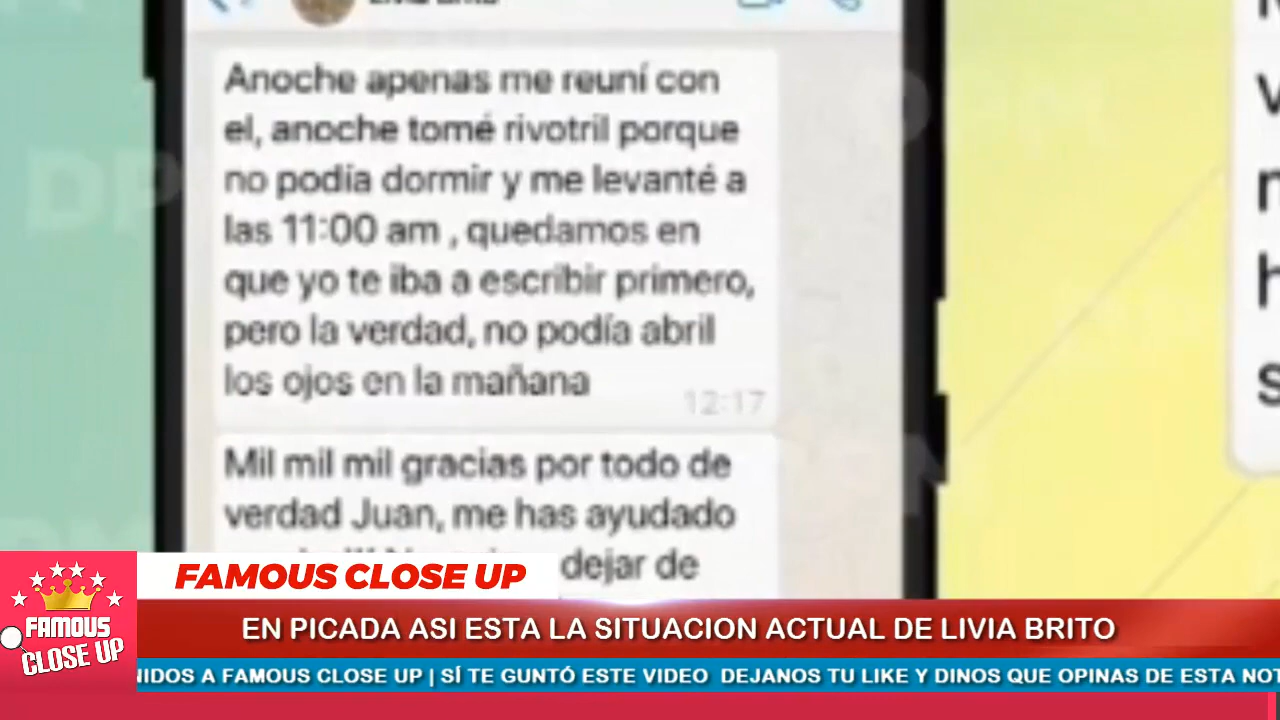 Livia Brito
Anoche apenas me reuní con
el, anoche tomé rivotril porque
no podía dormir y me levanté a
las 11:00 am , quedamos en
que yo te iba a escribir primero,
pero la verdad, no podía abril
los ojos en la mañana
12:17
Mil mil mil gracias por todo de
verdad Juan, me has ayudado
dejar de
FAMOUS CLOSE UP
FAMOUS
CLOSE UP
EN PICADA ASI ESTA LA SITUACION ACTUAL DE LIVIA BRITO
NIDOS A FAMOUS CLOSE UP | SÍ TE GUNTÓ ESTE VIDEO DEJANOS TU LIKE Y DINOS QUE OPINAS DE ESTA NOT